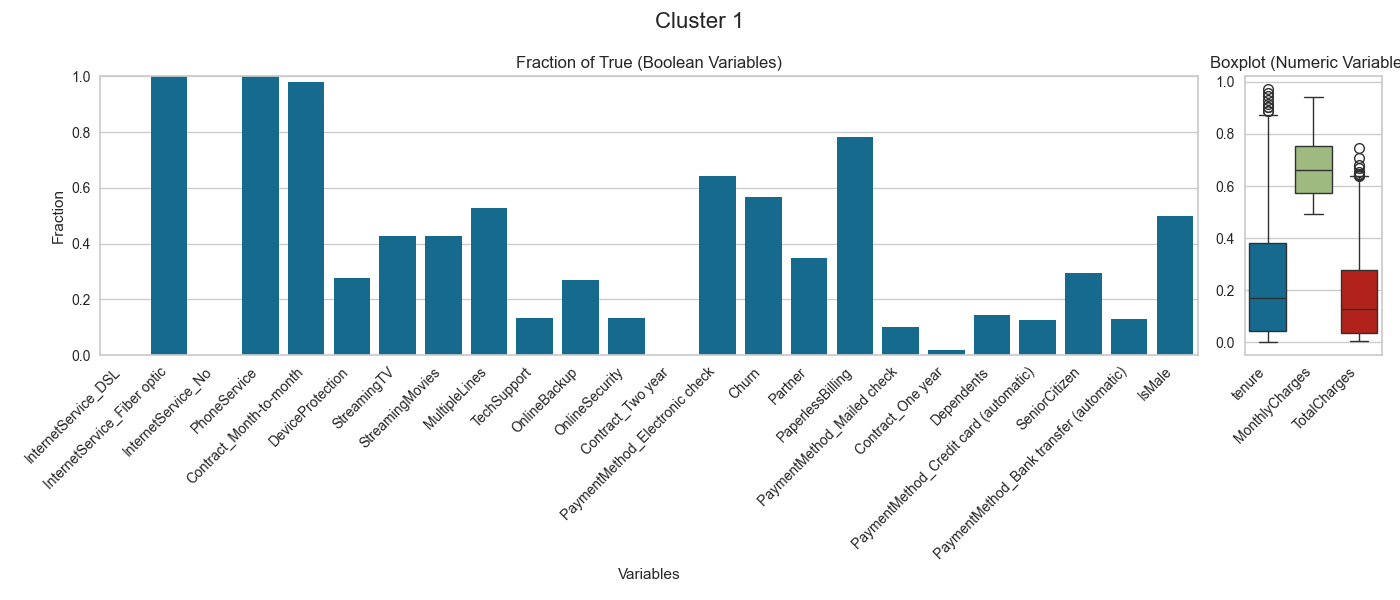 Cluster 1
Fraction of True (Boolean Variables)
Fraction
1.0
0.8
0.6
0.4
0.2
0.0
InternetService_DSL
InternetService_Fiber optic
InternetService_No
PhoneService
Contract_Month-to-month
DeviceProtection
StreamingTV
StreamingMovies
MultipleLines
TechSupport
OnlineBackup
OnlineSecurity
Contract_Two year
PaymentMethod_Electronic check
Churn
Partner
PaperlessBilling
PaymentMethod_Mailed check
Contract_One year
Dependents
PaymentMethod_Credit card (automatic)
SeniorCitizen
PaymentMethod_Bank transfer (automatic)
IsMale
Variables
Boxplot (Numeric Variable
1.0
0.8
0.6
0.4
0.2
0.0
tenure
MonthlyCharges
TotalCharges